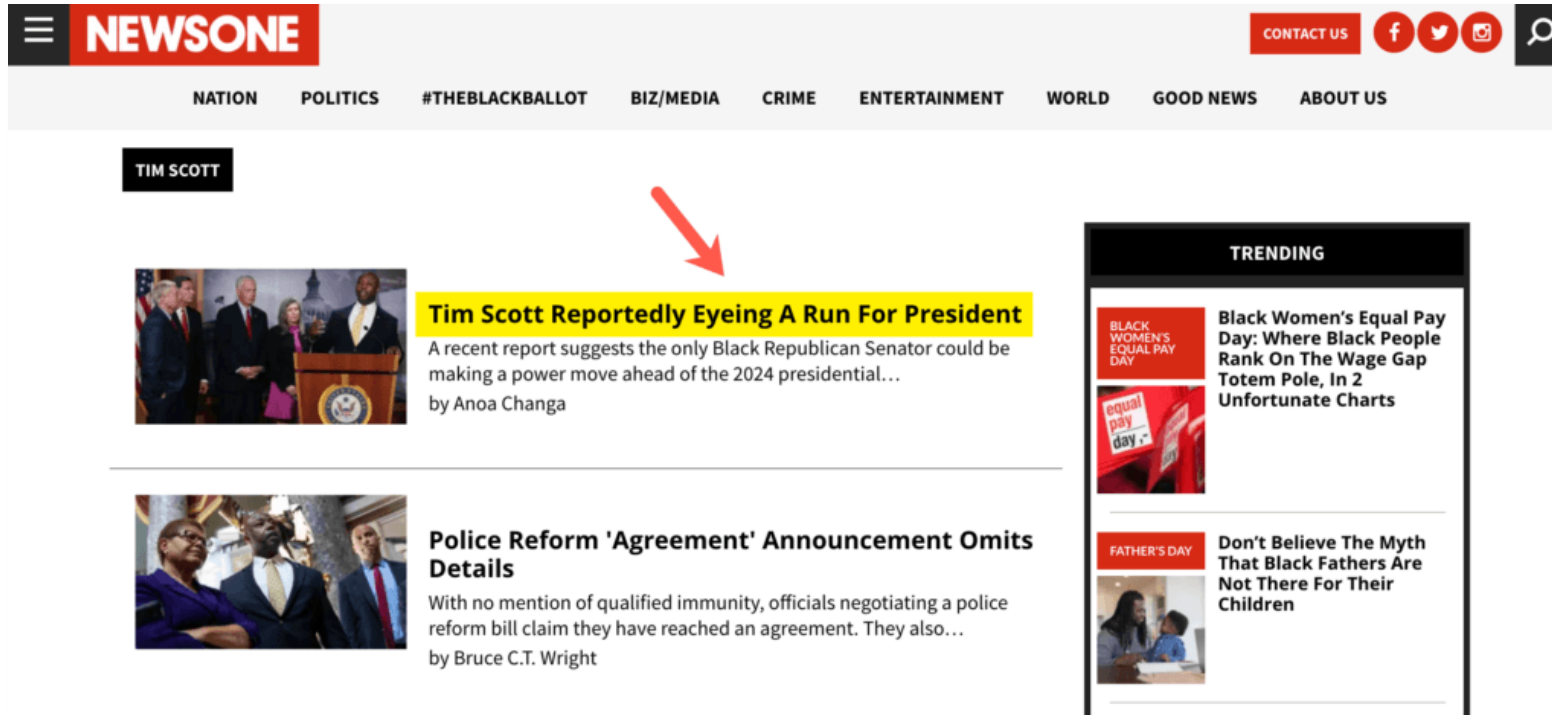 NEWSONE
CONTACT US
NATION POLITICS #THEBLACKBALLOT BIZ/MEDIA CRIME ENTERTAINMENT WORLD GOOD NEWS ABOUT US
TIM SCOTT
Tim Scott Reportedly Eyeing A Run For President
A recent report suggests the only Black Republican Senator could be
making a power move ahead of the 2024 presidential...
by Anoa Changa
Police Reform 'Agreement' Announcement Omits
Details
With no mention of qualified immunity, officials negotiating a police
reform bill claim they have reached an agreement. They also...
by Bruce C.T. Wright
TRENDING
BLACK
WOMEN'S
EQUAL PAY
DAY
equal
pay
day,-
Black Women's Equal Pay
Day: Where Black People
Rank On The Wage Gap
Totem Pole, In 2
Unfortunate Charts
FATHER'S DAY
Don't Believe The Myth
That Black Fathers Are
Not There For Their
Children